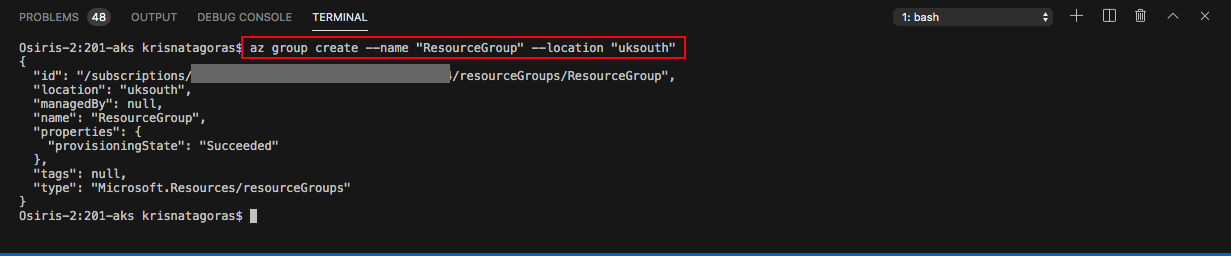 PROBLEMS 48 OUTPUT DEBUG CONSOLE TERMINAL 1: bash
Osiris-2:201-aks krisnatagoras$ az group create --name "ResourceGroup" --location "uksouth"
{
  "id": "/subscriptions/ /resourceGroups/ResourceGroup",
  "location": "uksouth",
  "managedBy": null,
  "name": "ResourceGroup",
  "properties": {
    "provisioningState": "Succeeded"
  },
  "tags": null,
  "type": "Microsoft.Resources/resourceGroups"
}
Osiris-2:201-aks krisnatagoras$